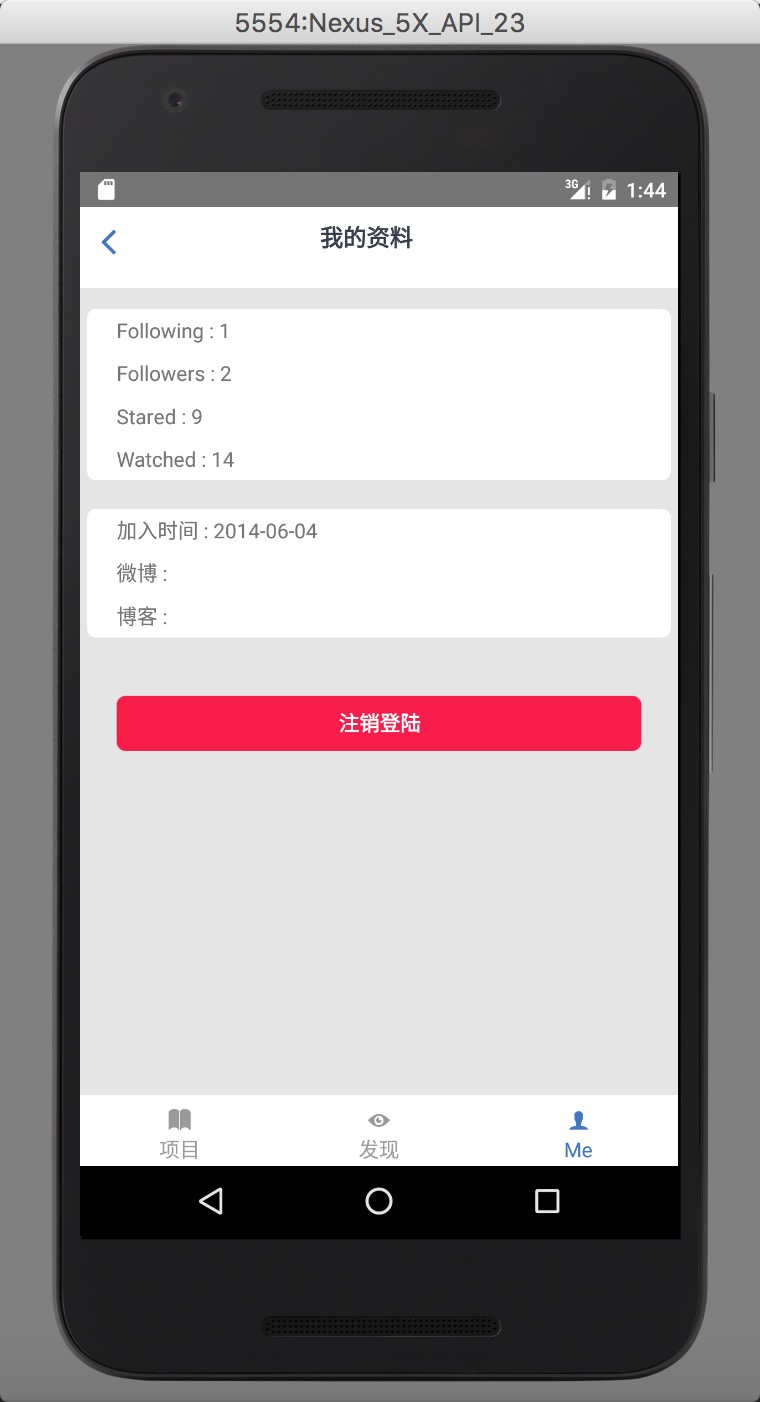 5554:Nexus_5X_API_23
3G 1:44
我的资料
Following : 1
Followers : 2
Stared : 9
Watched : 14
加入时间 : 2014-06-04
微博 :
博客 :
注销登陆
项目 发现 Me